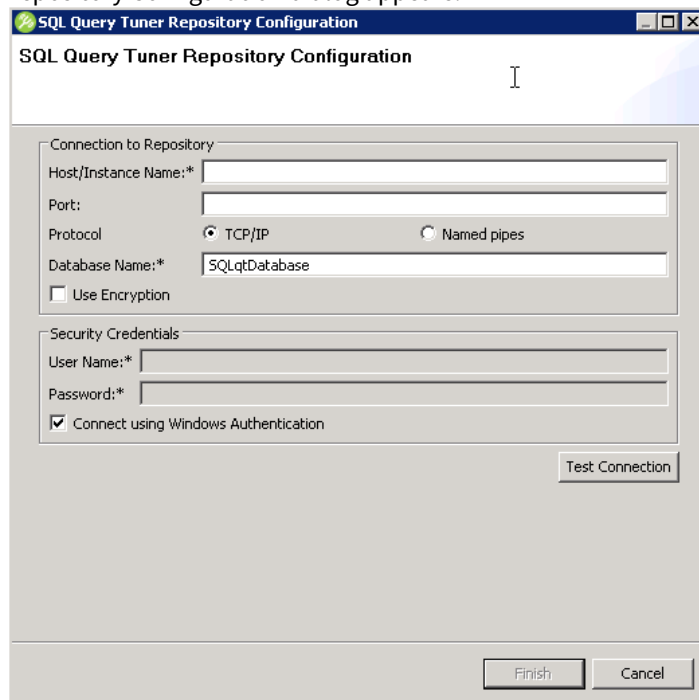 SQL Query Tuner Repository Configuration
SQL Query Tuner Repository Configuration
Connection to Repository
Host/Instance Name:*
Port:
Protocol TCP/IP Named pipes
Database Name:* SQLqtDatabase
Use Encryption
Security Credentials
User Name:*
Password:*
Connect using Windows Authentication
Test Connection
Finish Cancel